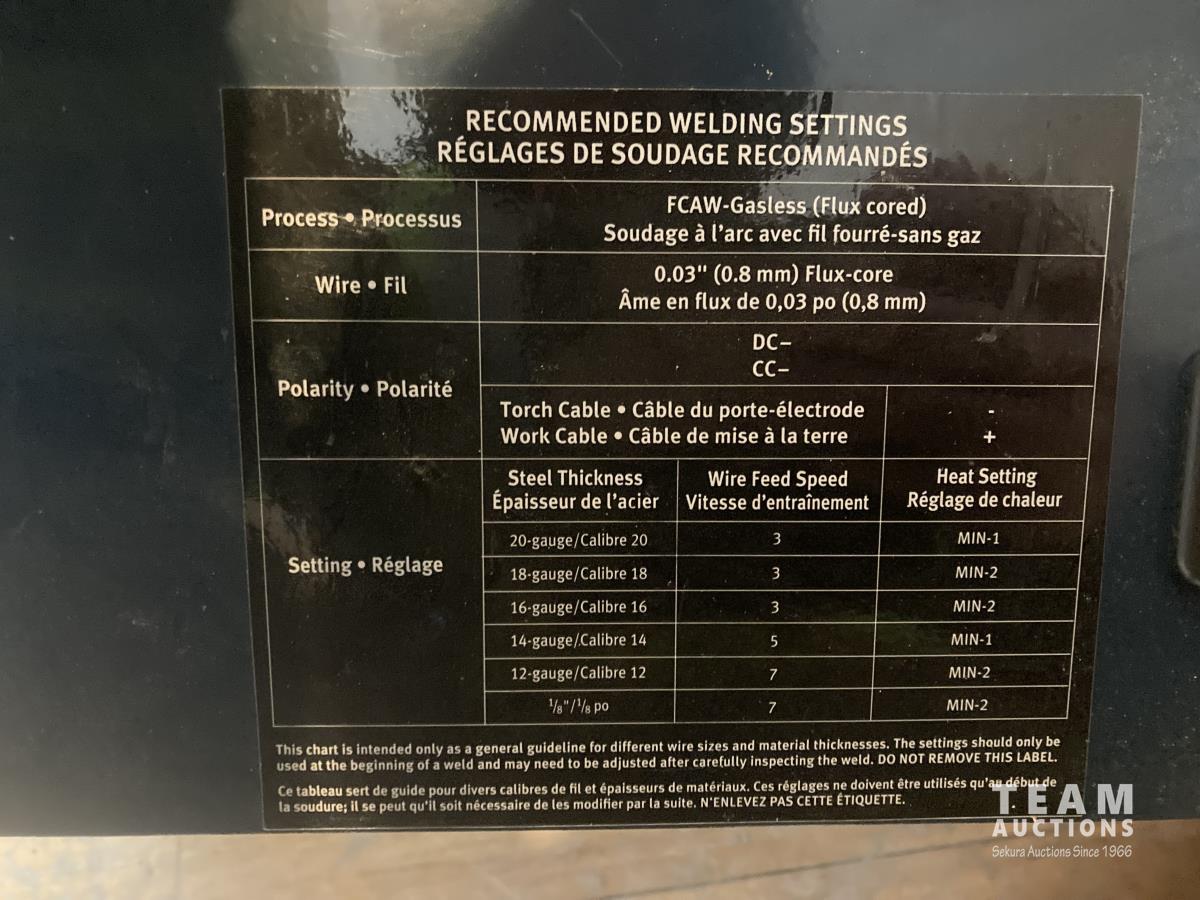 RECOMMENDED WELDING SETTINGS
RÉGLAGES DE SOUDAGE RECOMMANDÉS
Process • Processus
FCAW-Gasless (Flux cored)
Soudage à l'arc avec fil fourré-sans gaz
Wire • Fil
0.03" (0.8 mm) Flux-core
Âme en flux de 0,03 po (0,8 mm)
Polarity • Polarité
DC–
CC–
Torch Cable • Câble du porte-électrode -
Work Cable • Câble de mise à la terre +
Setting • Réglage
Steel Thickness Wire Feed Speed Heat Setting
Épaisseur de l'acier Vitesse d'entraînement Réglage de chaleur
20-gauge/Calibre 20 3 MIN-1
18-gauge/Calibre 18 3 MIN-2
16-gauge/Calibre 16 3 MIN-2
14-gauge/Calibre 14 5 MIN-1
12-gauge/Calibre 12 7 MIN-2
1/8"/1/8 po 7 MIN-2
This chart is intended only as a general guideline for different wire sizes and material thicknesses. The settings should only be
used at the beginning of a weld and may need to be adjusted after carefully inspecting the weld. DO NOT REMOVE THIS LABEL.
Ce tableau sert de guide pour divers calibres de fil et épaisseurs de matériaux. Ces réglages ne doivent être utilisés qu'au début de
la soudure; il se peut qu'il soit nécessaire de les modifier par la suite. N'ENLEVEZ PAS CETTE ÉTIQUETTE.
TEAM
AUCTIONS
Sekura Auctions Since 1966